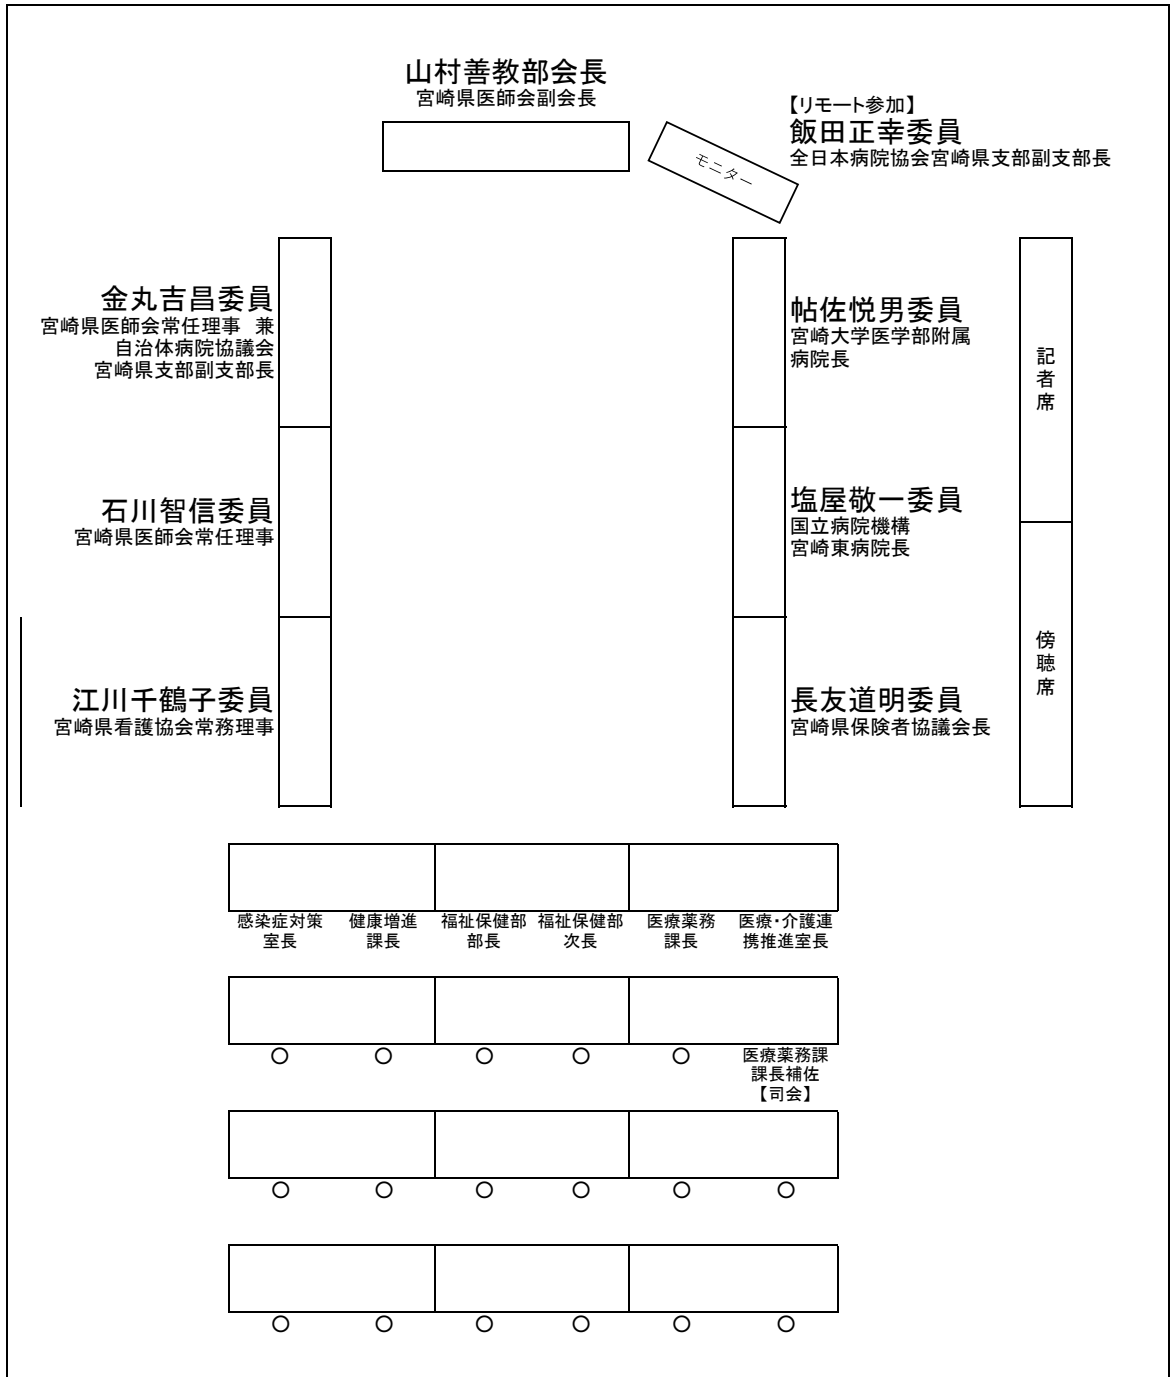 山村善教部会長
宮崎県医師会副会長
【リモート参加】
飯田正幸委員
全日本病院協会宮崎県支部副支部長
モニター
金丸吉昌委員
宮崎県医師会常任理事　兼
自治体病院協議会
宮崎県支部副支部長
帖佐悦男委員
宮崎大学医学部附属
病院長
記者席
石川智信委員
宮崎県医師会常任理事
塩屋敬一委員
国立病院機構
宮崎東病院長
傍聴席
江川千鶴子委員
宮崎県看護協会常務理事
長友道明委員
宮崎県保険者協議会長
感染症対策
室長
健康増進
課長
福祉保健部
部長
福祉保健部
次長
医療薬務
課長
医療・介護連
携推進室長
○ ○ ○ ○ ○
医療薬務課
課長補佐
【司会】
○ ○ ○ ○ ○ ○
○ ○ ○ ○ ○ ○